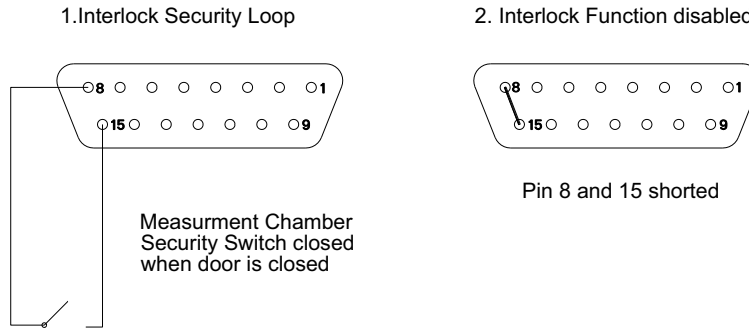 1.Interlock Security Loop
2. Interlock Function disabled
8 1
15 9
8 1
15 9
Measurment Chamber
Security Switch closed
when door is closed
Pin 8 and 15 shorted